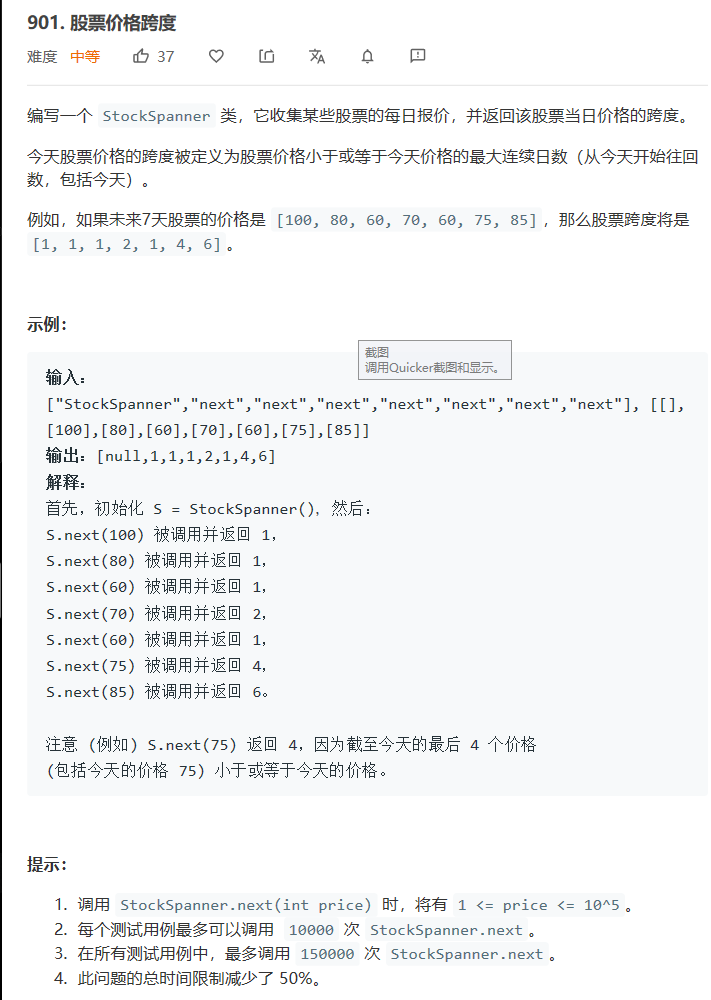 901. 股票价格跨度
难度 中等 37
编写一个 StockSpanner 类，它收集某些股票的每日报价，并返回该股票当日价格的跨度。
今天股票价格的跨度被定义为股票价格小于或等于今天价格的最大连续日数（从今天开始往回
数，包括今天）。
例如，如果未来7天股票的价格是 [100, 80, 60, 70, 60, 75, 85]，那么股票跨度将是
[1, 1, 1, 2, 1, 4, 6]。
示例：
截图
调用Quicker截图和显示。
输入：
["StockSpanner","next","next","next","next","next","next","next"], [[],
[100],[80],[60],[70],[60],[75],[85]]
输出：[null,1,1,1,2,1,4,6]
解释：
首先，初始化 S = StockSpanner()，然后：
S.next(100) 被调用并返回 1，
S.next(80) 被调用并返回 1，
S.next(60) 被调用并返回 1，
S.next(70) 被调用并返回 2，
S.next(60) 被调用并返回 1，
S.next(75) 被调用并返回 4，
S.next(85) 被调用并返回 6。
注意 (例如) S.next(75) 返回 4，因为截至今天的最后 4 个价格
(包括今天的价格 75) 小于或等于今天的价格。
提示：
1. 调用 StockSpanner.next(int price) 时，将有 1 <= price <= 10^5。
2. 每个测试用例最多可以调用 10000 次 StockSpanner.next。
3. 在所有测试用例中，最多调用 150000 次 StockSpanner.next。
4. 此问题的总时间限制减少了 50%。